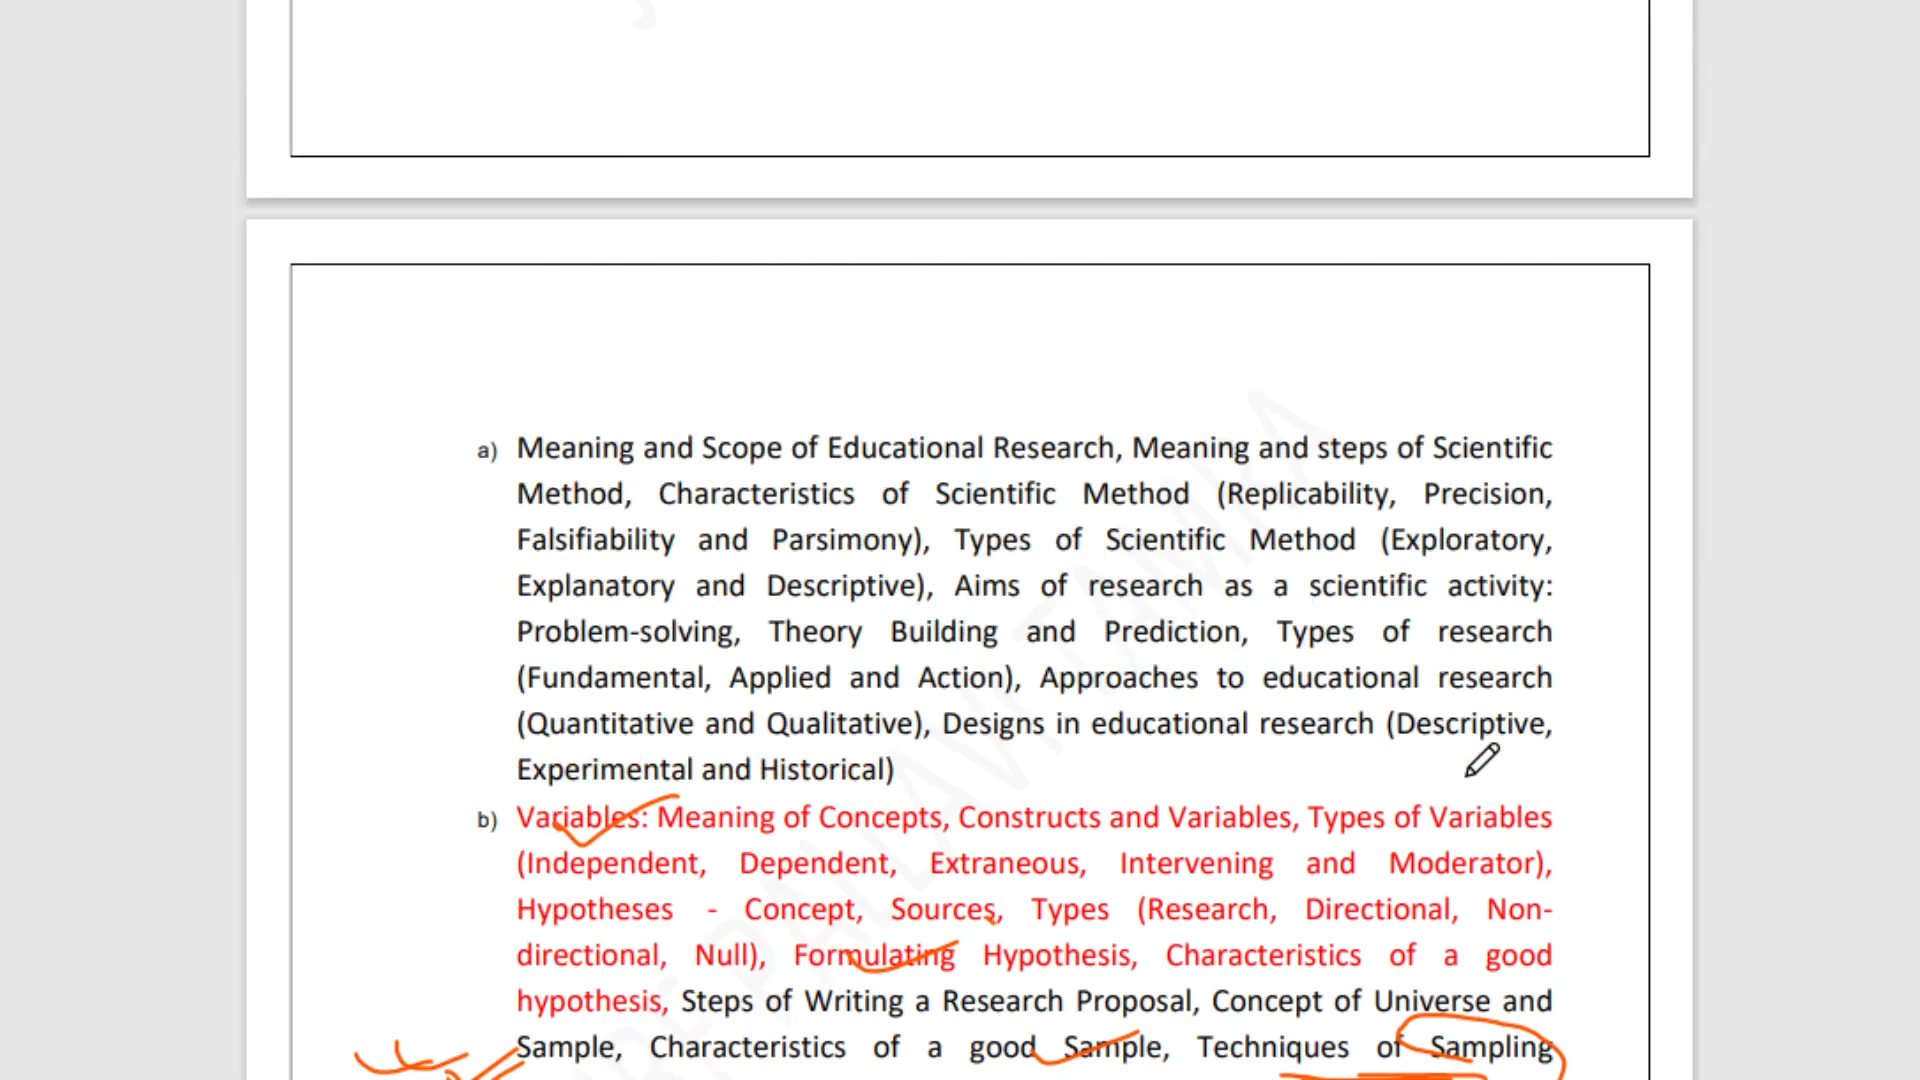 a) Meaning and Scope of Educational Research, Meaning and steps of Scientific
Method, Characteristics of Scientific Method (Replicability, Precision,
Falsifiability and Parsimony), Types of Scientific Method (Exploratory,
Explanatory and Descriptive), Aims of research as a scientific activity:
Problem-solving, Theory Building and Prediction, Types of research
(Fundamental, Applied and Action), Approaches to educational research
(Quantitative and Qualitative), Designs in educational research (Descriptive,
Experimental and Historical)
b) Variables: Meaning of Concepts, Constructs and Variables, Types of Variables
(Independent, Dependent, Extraneous, Intervening and Moderator),
Hypotheses - Concept, Sources, Types (Research, Directional, Non-
directional, Null), Formulating Hypothesis, Characteristics of a good
hypothesis, Steps of Writing a Research Proposal, Concept of Universe and
Sample, Characteristics of a good Sample, Techniques of Sampling